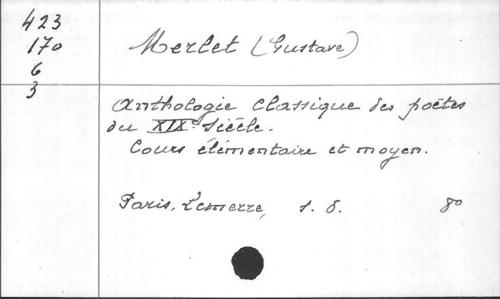 423
170
6
3
Merlet (Gustave)
Anthologie classique des poètes
du XIXe siècle.
Cours élémentaire et moyen.
Paris, Lemerre, s. d. 8o